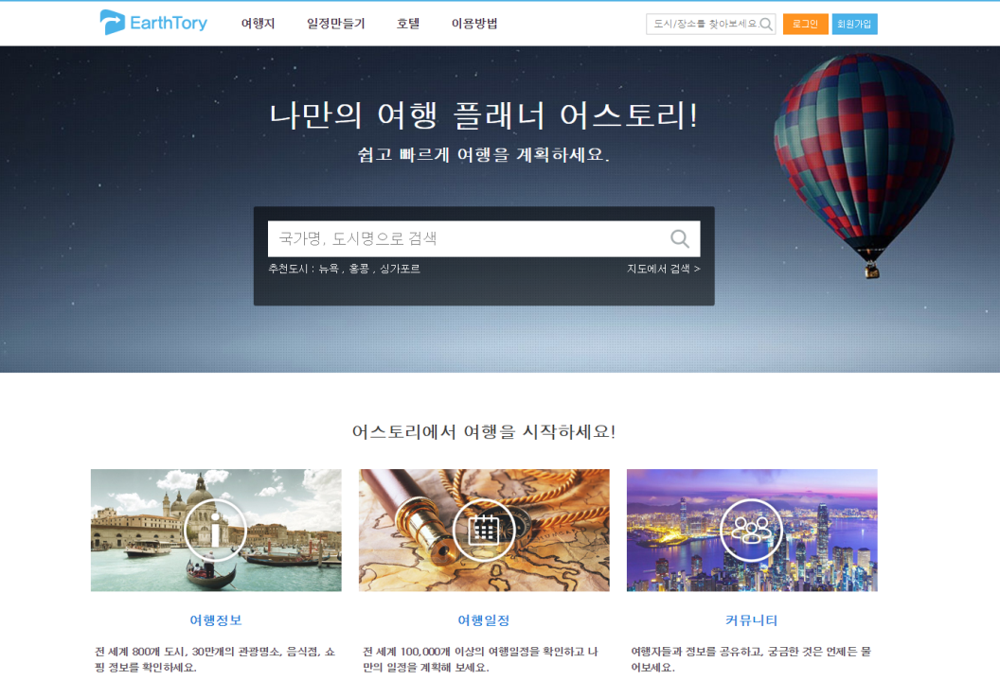 EarthTory
여행지 일정만들기 호텔 이용방법
도시/장소를 찾아보세요. 로그인 회원가입
나만의 여행 플래너 어스토리!
쉽고 빠르게 여행을 계획하세요.
국가명, 도시명으로 검색
추천도시 : 뉴욕 , 홍콩 , 싱가포르 지도에서 검색 >
어스토리에서 여행을 시작하세요!
여행정보
전 세계 800개 도시, 30만개의 관광명소, 음식점, 쇼
핑 정보를 확인하세요.
여행일정
전 세계 100,000개 이상의 여행일정을 확인하고 나
만의 일정을 계획해 보세요.
커뮤니티
여행자들과 정보를 공유하고, 궁금한 것은 언제든 물
어보세요.